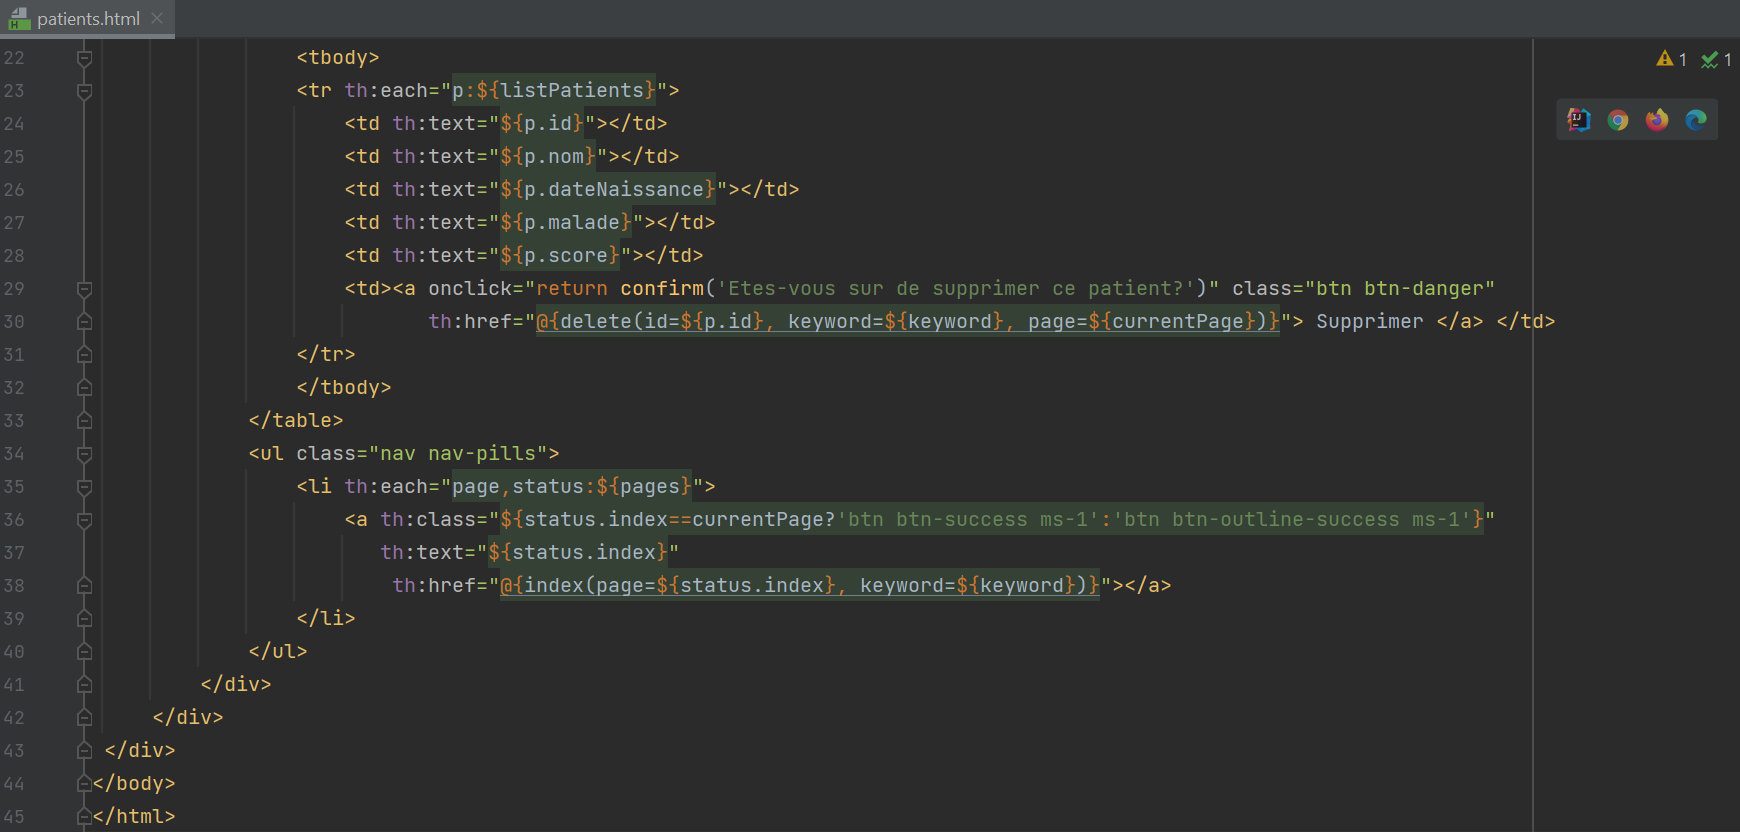 patients.html
1 1
22 <tbody>
23 <tr th:each="p:${listPatients}">
24 <td th:text="${p.id}"></td>
25 <td th:text="${p.nom}"></td>
26 <td th:text="${p.dateNaissance}"></td>
27 <td th:text="${p.malade}"></td>
28 <td th:text="${p.score}"></td>
29 <td><a onclick="return confirm('Etes-vous sur de supprimer ce patient?')" class="btn btn-danger"
30 th:href="@{delete(id=${p.id}, keyword=${keyword}, page=${currentPage})}"> Supprimer </a> </td>
31 </tr>
32 </tbody>
33 </table>
34 <ul class="nav nav-pills">
35 <li th:each="page,status:${pages}">
36 <a th:class="${status.index==currentPage?'btn btn-success ms-1':'btn btn-outline-success ms-1'}"
37 th:text="${status.index}"
38 th:href="@{index(page=${status.index}, keyword=${keyword})}"></a>
39 </li>
40 </ul>
41 </div>
42 </div>
43 </div>
44 </body>
45 </html>